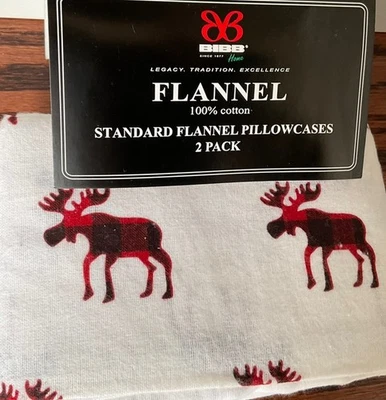 BIBB®
SINCE 1877 Home
LEGACY. TRADITION. EXCELLENCE
FLANNEL
100% cotton
STANDARD FLANNEL PILLOWCASES
2 PACK